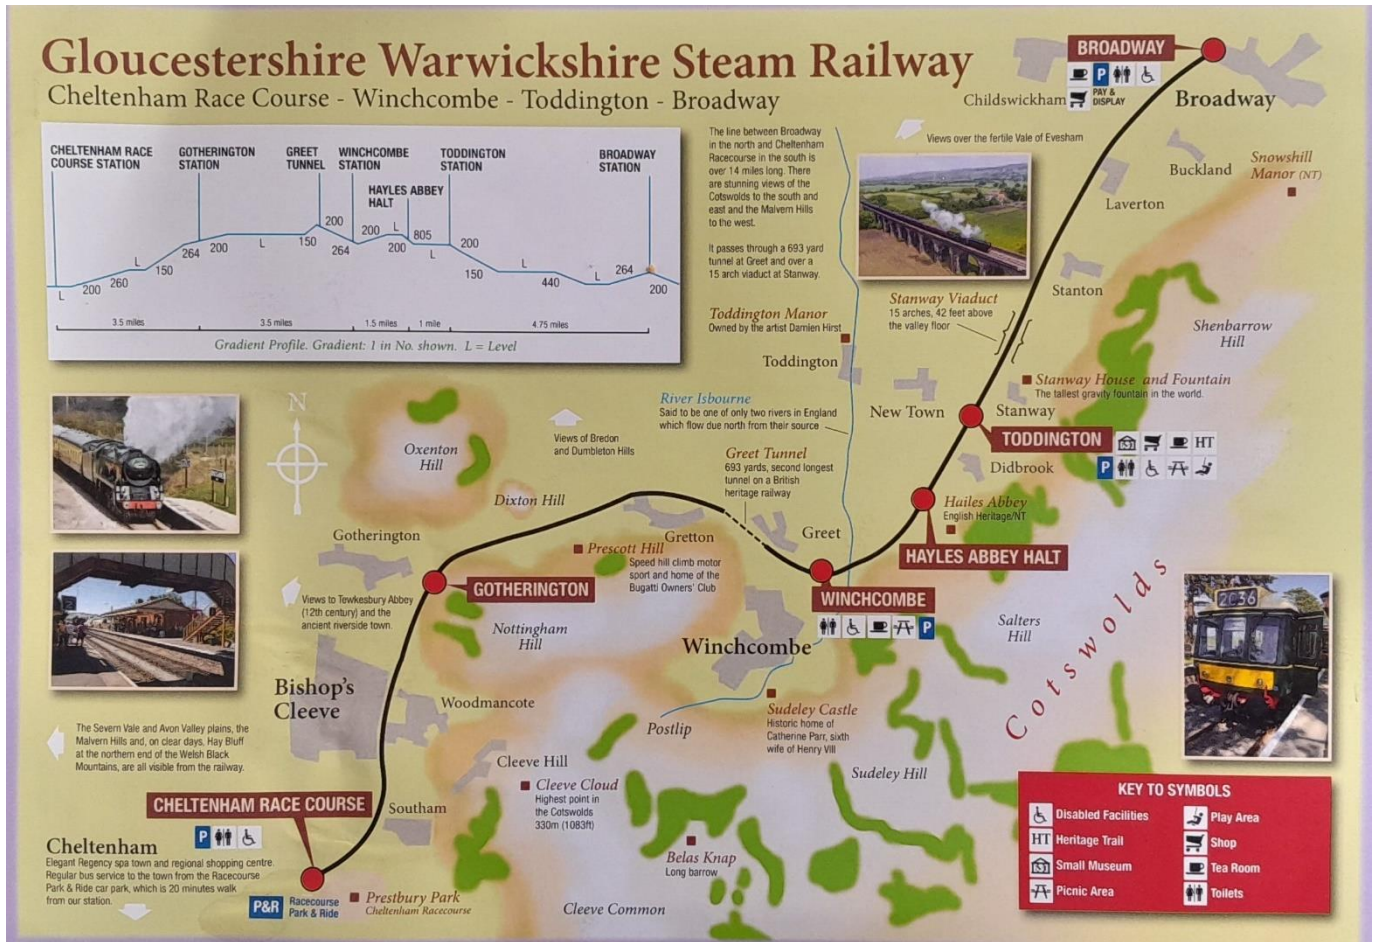 Gloucestershire Warwickshire Steam Railway
Cheltenham Race Course - Winchcombe - Toddington - Broadway
CHELTENHAM RACE
COURSE STATION
GOTHERINGTON
STATION
GREET
TUNNEL
WINCHCOMBE
STATION
HAYLES ABBEY
HALT
TODDINGTON
STATION
BROADWAY
STATION
L
200
260
L
150
264
200
L
150
200
264
200
L
200
805
L
200
150
L
440
L
264
200
3.5 miles
3.5 miles
1.5 miles
1 mile
4.75 miles
Gradient Profile. Gradient: 1 in No. shown. L = Level
The line between Broadway
in the north and Cheltenham
Racecourse in the south is
over 14 miles long. There
are stunning views of the
Cotswolds to the south and
east and the Malvern Hills
to the west.
It passes through a 693 yard
tunnel at Greet and over a
15 arch viaduct at Stanway.
BROADWAY
P
PAY &
DISPLAY
Childswickham
Broadway
Views over the fertile Vale of Evesham
Buckland
Snowshill
Manor (NT)
Laverton
Stanton
Stanway Viaduct
15 arches, 42 feet above
the valley floor
Shenbarrow
Hill
Toddington Manor
Owned by the artist Damien Hirst
Toddington
Stanway House and Fountain
The tallest gravity fountain in the world.
New Town
Stanway
TODDINGTON
HT
P
Didbrook
River Isbourne
Said to be one of only two rivers in England
which flow due north from their source
N
Views of Bredon
and Dumbleton Hills
Oxenton
Hill
Dixton Hill
Greet Tunnel
693 yards, second longest
tunnel on a British
heritage railway
Hailes Abbey
English Heritage/NT
HAYLES ABBEY HALT
Greet
Gretton
Gotherington
Prescott Hill
Speed hill climb motor
sport and home of the
Bugatti Owners' Club
GOTHERINGTON
WINCHCOMBE
P
Views to Tewkesbury Abbey
(12th century) and the
ancient riverside town.
Nottingham
Hill
Winchcombe
Salters
Hill
Cotswolds
2C36
Bishop's
Cleeve
Woodmancote
Postlip
Sudeley Castle
Historic home of
Catherine Parr, sixth
wife of Henry VIII
The Severn Vale and Avon Valley plains, the
Malvern Hills and, on clear days, Hay Bluff
at the northern end of the Welsh Black
Mountains, are all visible from the railway.
Cleeve Hill
Cleeve Cloud
Highest point in
the Cotswolds
330m (1083ft)
Sudeley Hill
CHELTENHAM RACE COURSE
P
Southam
Cheltenham
Elegant Regency spa town and regional shopping centre.
Regular bus service to the town from the Racecourse
Park & Ride car park, which is 20 minutes walk
from our station.
P&R
Racecourse
Park & Ride
Prestbury Park
Cheltenham Racecourse
Belas Knap
Long barrow
Cleeve Common
KEY TO SYMBOLS
Disabled Facilities
HT
Heritage Trail
Small Museum
Picnic Area
Play Area
Shop
Tea Room
Toilets